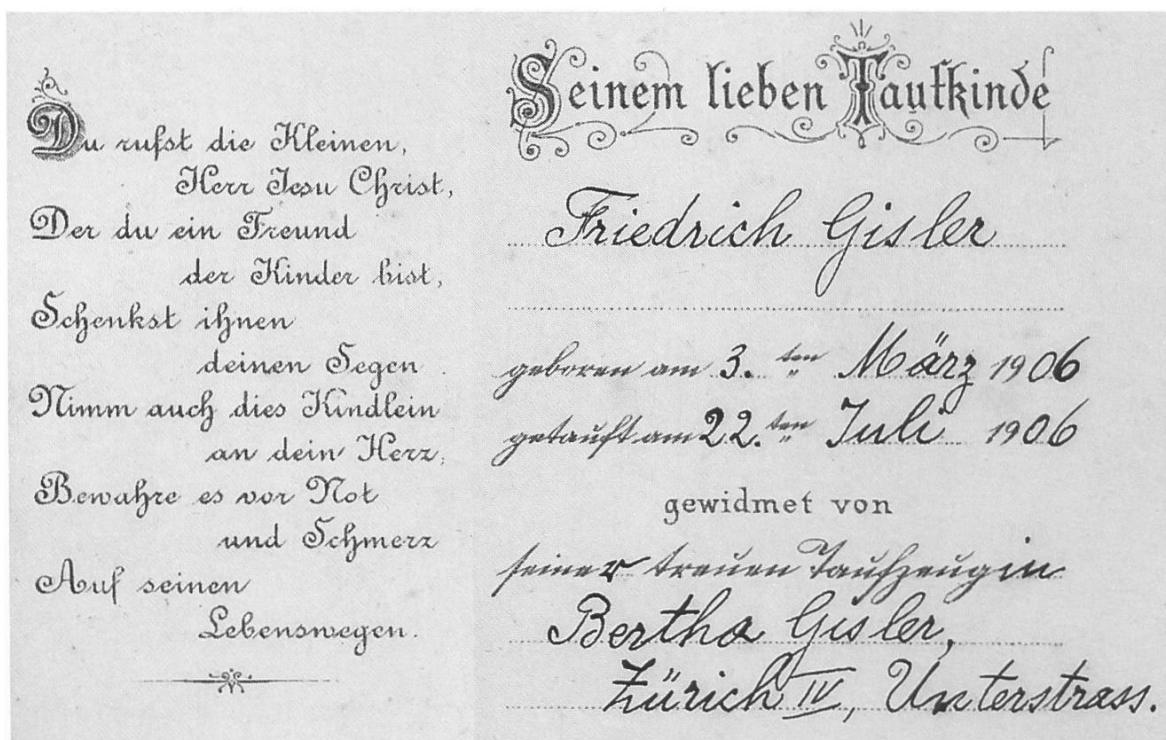 Du rufst die Kleinen,
Herr Jesu Christ,
Der du ein Freund
der Kinder bist,
Schenkst ihnen
deinen Segen.
Nimm auch dies Kindlein
an dein Herz,
Bewahre es vor Not
und Schmerz
Auf seinen
Lebenswegen.
Seinem lieben Taufkinde
Friedrich Gisler
geboren am 3. ten März 1906
getauft am 22. ten Juli 1906
gewidmet von
seiner treuen Taufzeugin
Bertha Gisler,
Zürich IV, Unterstrass.